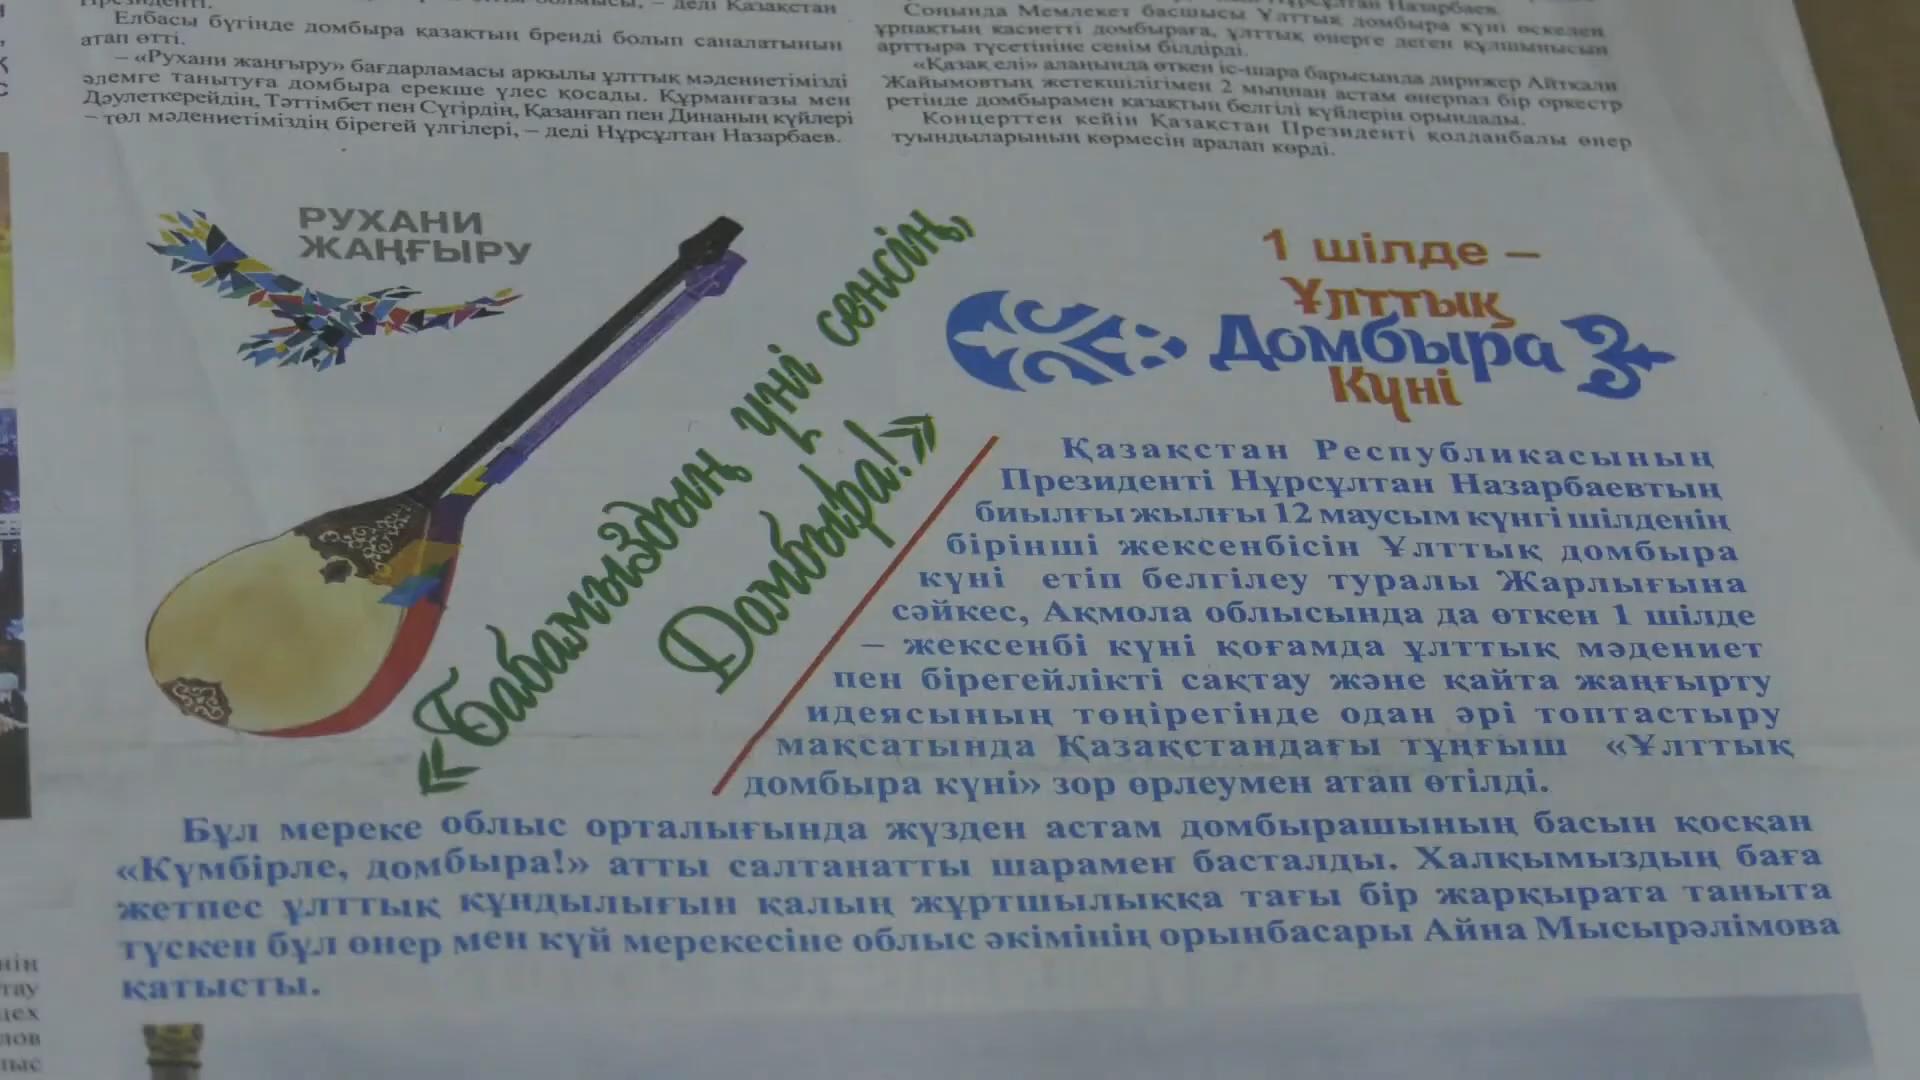 Елбасы бүгінде домбыра қазақтың бренді болып саналатынын
атап өтті.
– «Рухани жаңғыру» бағдарламасы арқылы ұлттық мәдениетімізді
әлемге танытуға домбыра ерекше үлес қосады. Құрманғазы мен
Дәулеткерейдің, Тәттімбет пен Сүгірдің, Қазанғап пен Динаның күйлері
– төл мәдениетіміздің бірегей үлгілері, – деді Нұрсұлтан Назарбаев.
Соңында Мемлекет басшысы Ұлттық домбыра күні өскелең
ұрпақтың қасиетті домбыраға, ұлттық өнерге деген құлшынысын
арттыра түсетініне сенім білдірді.
«Қазақ елі» алаңында өткен іс-шара барысында дирижер Айтқали
Жайымовтың жетекшілігімен 2 мыңнан астам өнерпаз бір оркестр
ретінде домбырамен қазақтың белгілі күйлерін орындады.
Концерттен кейін Қазақстан Президенті қолданбалы өнер
туындыларының көрмесін аралап көрді.
РУХАНИ
ЖАҢҒЫРУ
«Бабамыздың үні сенсің,
Домбыра!»
1 шілде –
Ұлттық
Домбыра
Күні
Қазақстан Республикасының
Президенті Нұрсұлтан Назарбаевтың
биылғы жылғы 12 маусым күнгі шілденің
бірінші жексенбісін Ұлттық домбыра
күні етіп белгілеу туралы Жарлығына
сәйкес, Ақмола облысында да өткен 1 шілде
– жексенбі күні қоғамда ұлттық мәдениет
пен бірегейлікті сақтау және қайта жаңғырту
идеясының төңірегінде одан әрі топтастыру
мақсатында Қазақстандағы тұңғыш «Ұлттық
домбыра күні» зор өрлеумен атап өтілді.
Бұл мереке облыс орталығында жүзден астам домбырашының басын қосқан
«Күмбірле, домбыра!» атты салтанатты шарамен басталды. Халқымыздың баға
жетпес ұлттық құндылығын қалың жұртшылыққа тағы бір жарқырата таныта
түскен бұл өнер мен күй мерекесіне облыс әкімінің орынбасары Айна Мысырәлімова
қатысты.